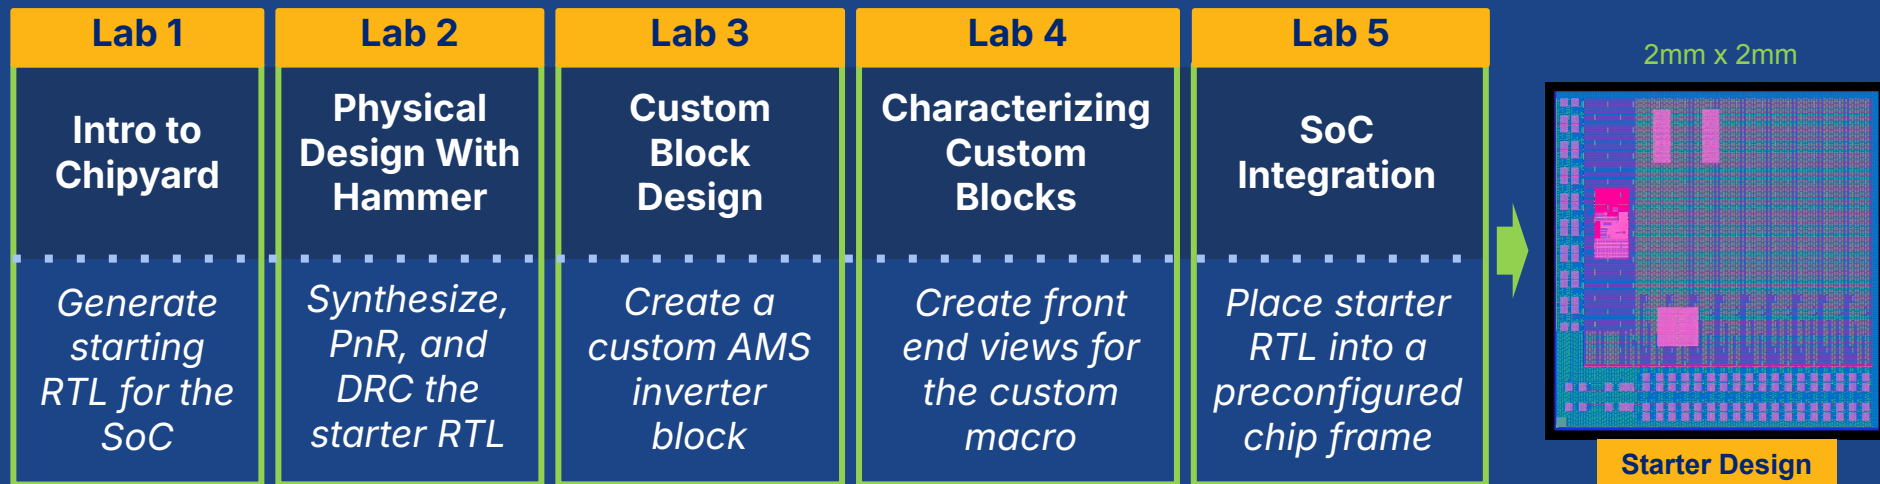 Lab 1
Intro to
Chipyard
Generate
starting
RTL for the
SoC
Lab 2
Physical
Design With
Hammer
Synthesize,
PnR, and
DRC the
starter RTL
Lab 3
Custom
Block
Design
Create a
custom AMS
inverter
block
Lab 4
Characterizing
Custom
Blocks
Create front
end views for
the custom
macro
Lab 5
SoC
Integration
Place starter
RTL into a
preconfigured
chip frame
2mm x 2mm
Starter Design